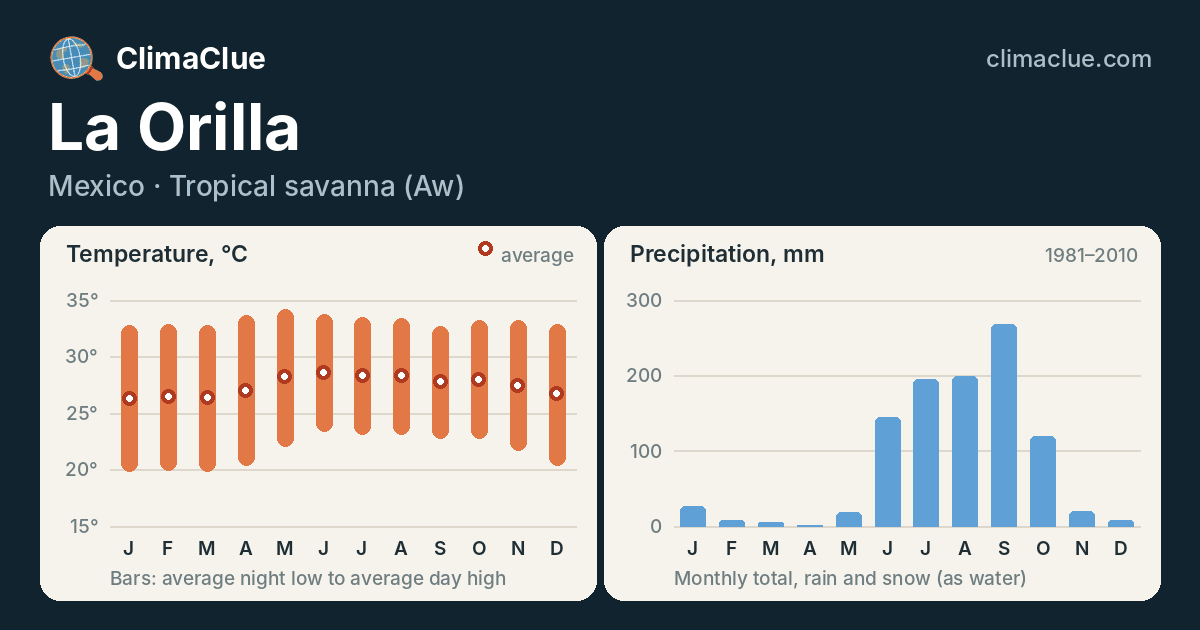 ClimaClue
climaclue.com
La Orilla
Mexico · Tropical savanna (Aw)
Temperature, °C
average
35°
30°
25°
20°
15°
J F M A M J J A S O N D
Bars: average night low to average day high
Precipitation, mm
1981–2010
300
200
100
0
J F M A M J J A S O N D
Monthly total, rain and snow (as water)